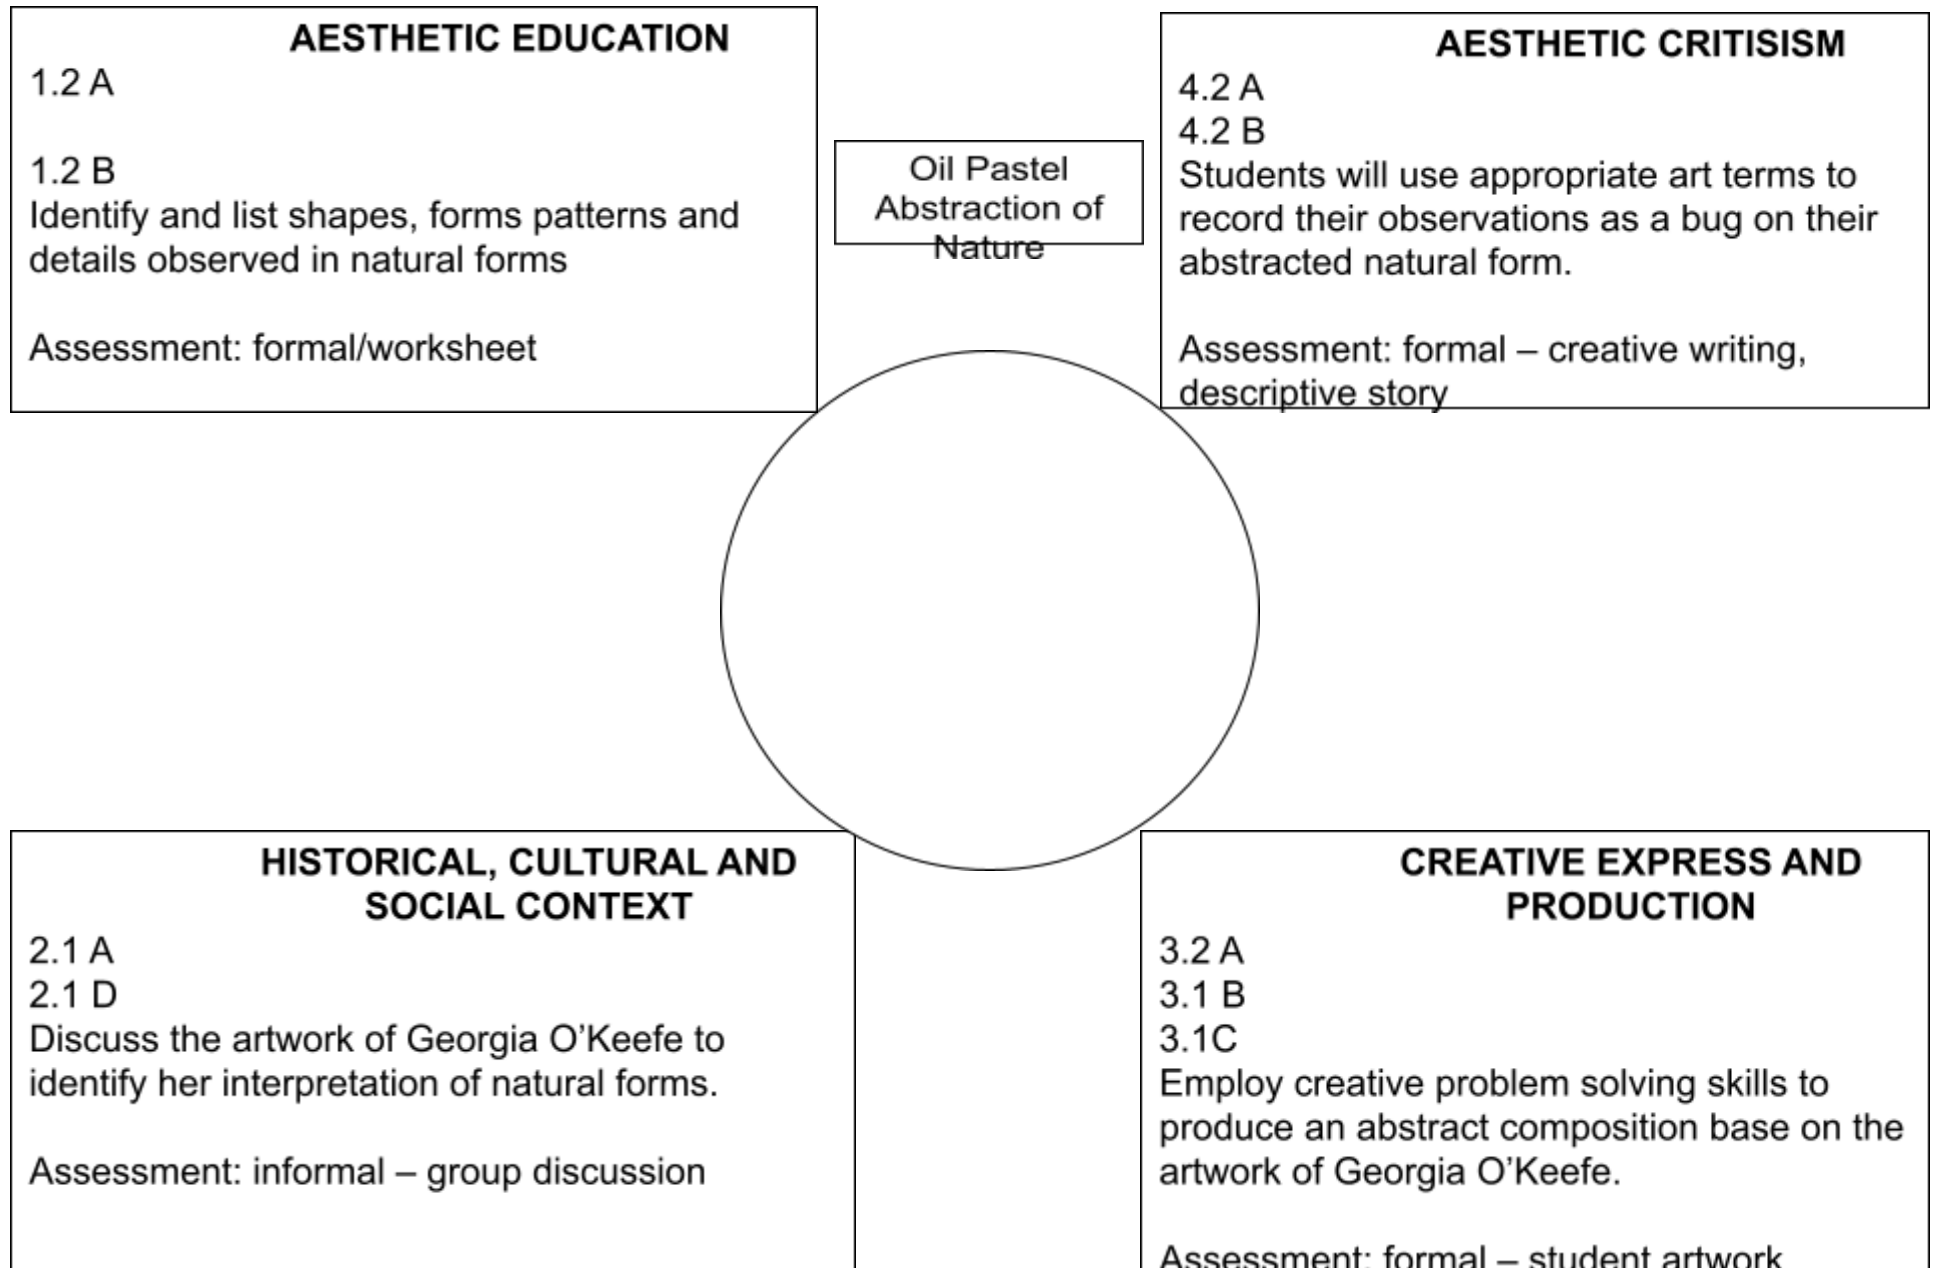 AESTHETIC EDUCATION
1.2 A
1.2 B
Identify and list shapes, forms patterns and
details observed in natural forms
Assessment: formal/worksheet
Oil Pastel
Abstraction of
Nature
AESTHETIC CRITISISM
4.2 A
4.2 B
Students will use appropriate art terms to
record their observations as a bug on their
abstracted natural form.
Assessment: formal – creative writing,
descriptive story
HISTORICAL, CULTURAL AND
SOCIAL CONTEXT
2.1 A
2.1 D
Discuss the artwork of Georgia O’Keefe to
identify her interpretation of natural forms.
Assessment: informal – group discussion
CREATIVE EXPRESS AND
PRODUCTION
3.2 A
3.1 B
3.1C
Employ creative problem solving skills to
produce an abstract composition base on the
artwork of Georgia O’Keefe.
Assessment: formal – student artwork